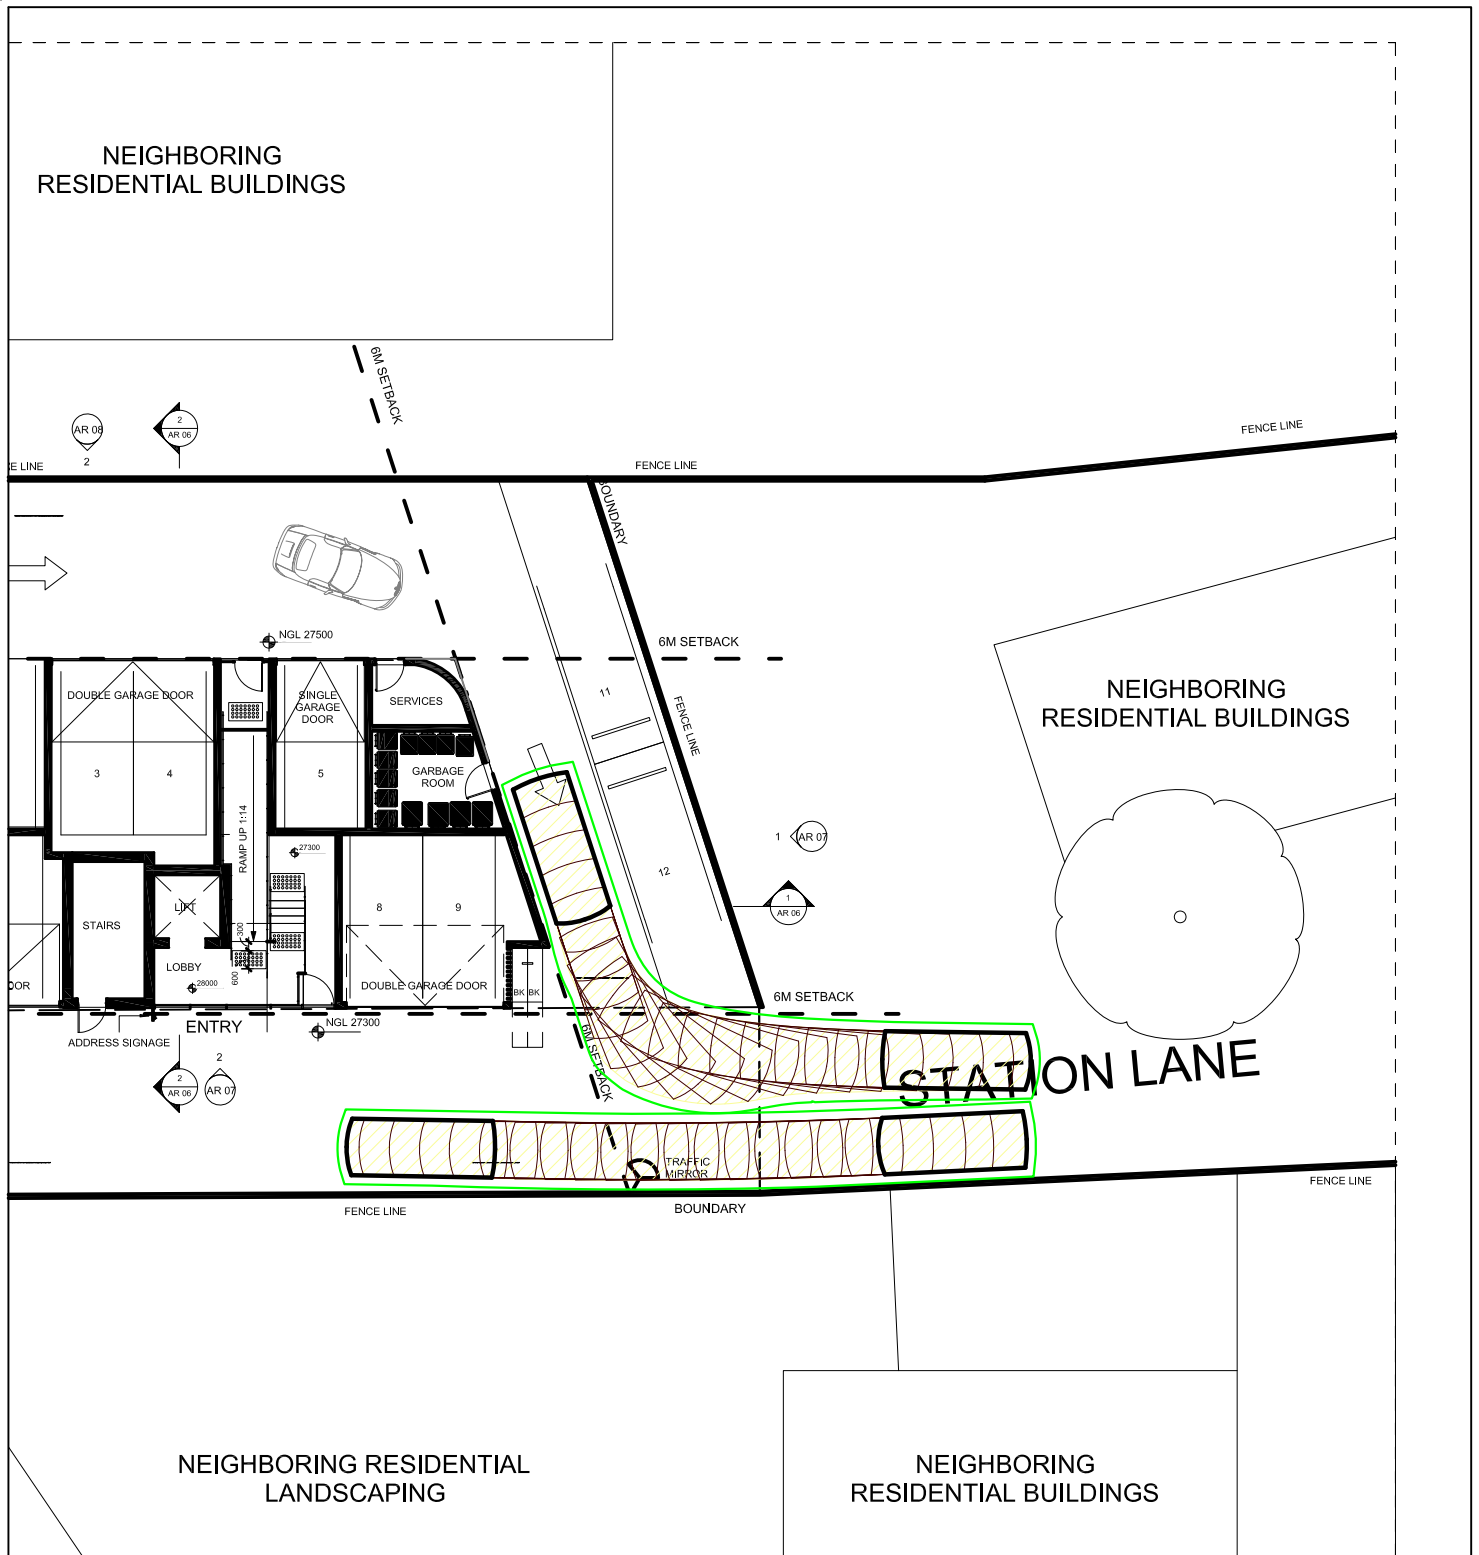 NEIGHBORING
RESIDENTIAL BUILDINGS
6M SETBACK
AR 08
2
2
AR 06
FENCE LINE
E LINE
FENCE LINE
BOUNDARY
NGL 27500
6M SETBACK
DOUBLE GARAGE DOOR
SINGLE
GARAGE
DOOR
SERVICES
11
FENCE LINE
NEIGHBORING
RESIDENTIAL BUILDINGS
3
4
5
GARBAGE
ROOM
RAMP UP 1:14
27300
1
AR 07
12
1
AR 06
LIFT
STAIRS
8
9
300
600
LOBBY
28000
OOR
DOUBLE GARAGE DOOR
BK
BK
6M SETBACK
ENTRY
NGL 27300
ADDRESS SIGNAGE
6M SETBACK
STATION LANE
2
AR 06
2
AR 07
TRAFFIC
MIRROR
FENCE LINE
BOUNDARY
FENCE LINE
NEIGHBORING RESIDENTIAL
LANDSCAPING
NEIGHBORING
RESIDENTIAL BUILDINGS